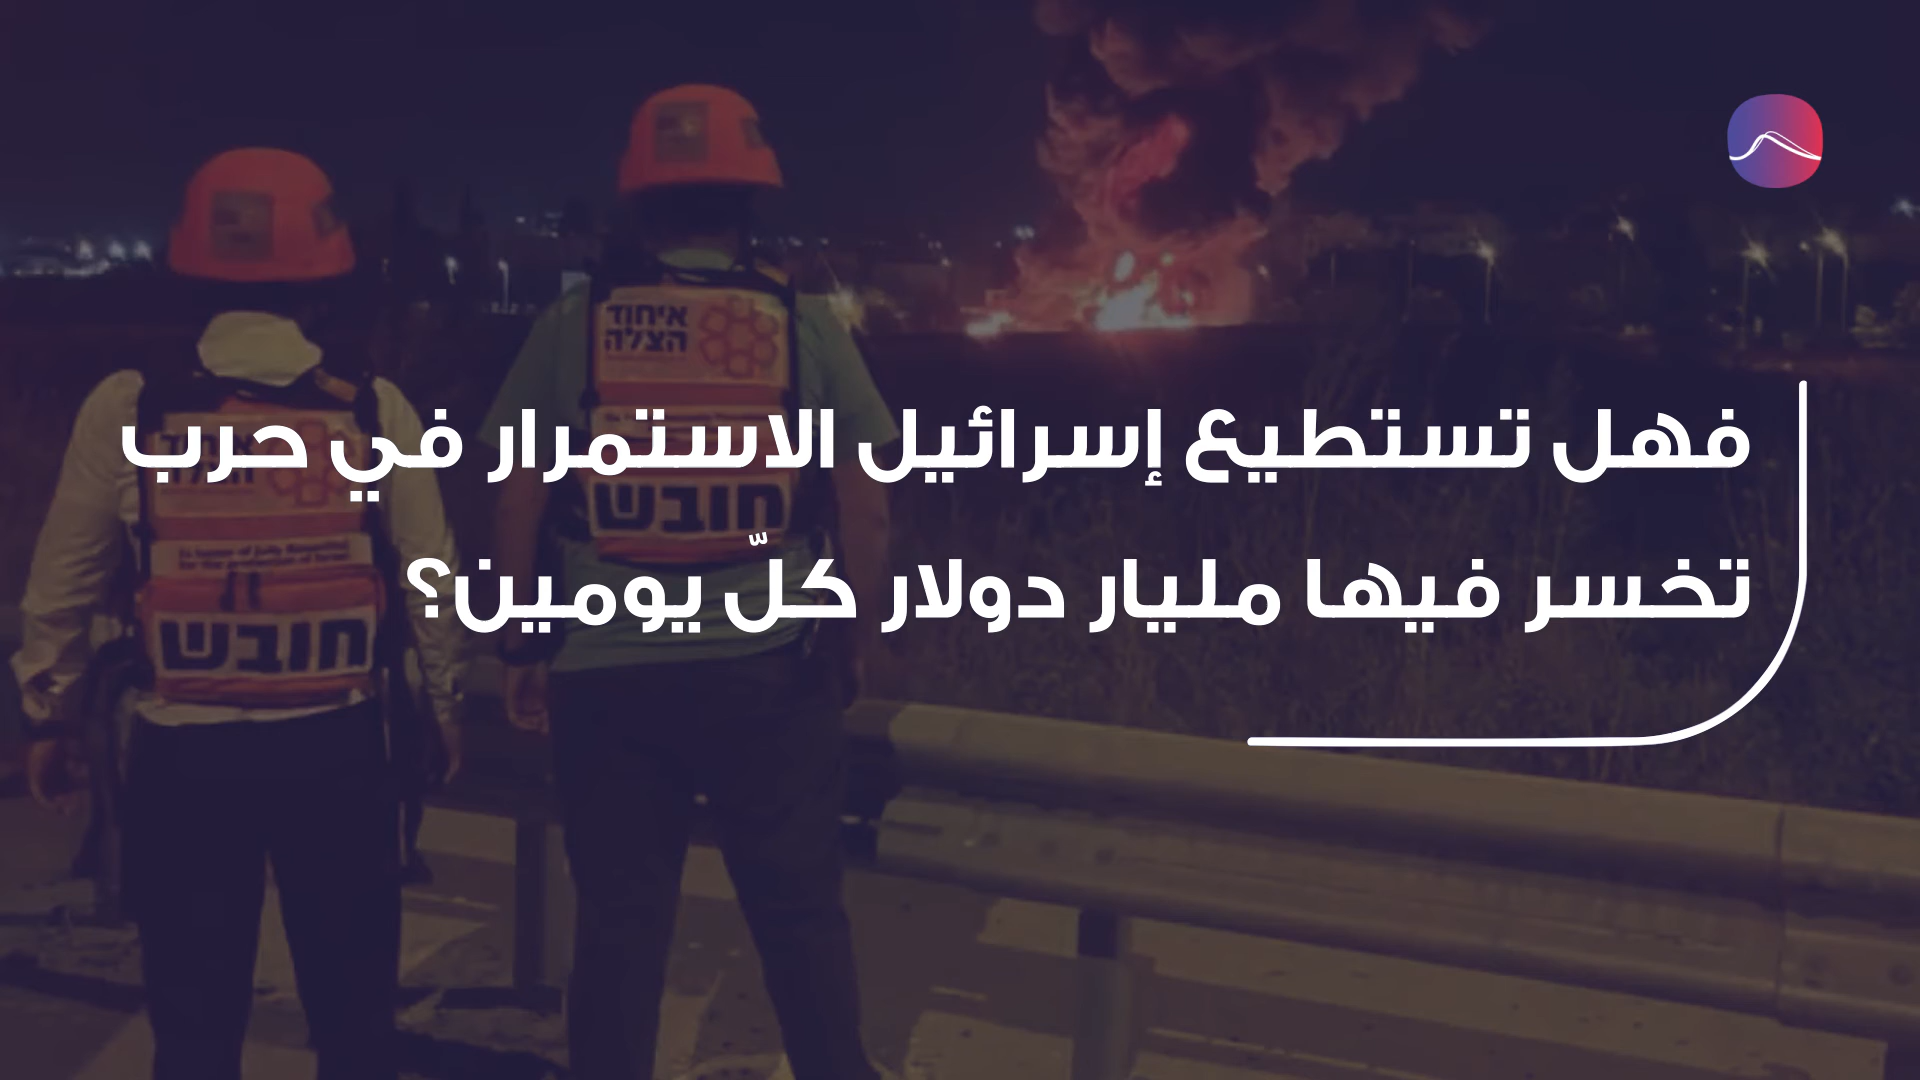 فهل تستطيع إسرائيل الاستمرار في حرب
تخسر فيها مليار دولار كلّ يومين؟
איחוד
הצלה
חובש
חובש